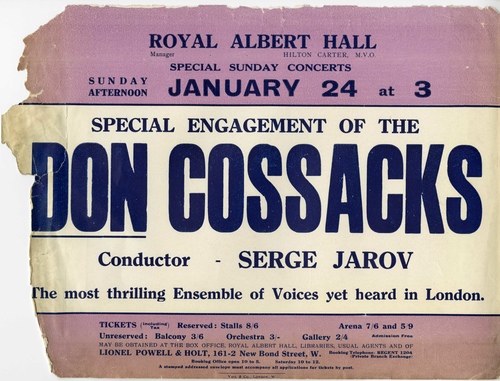 ROYAL ALBERT HALL
Manager HILTON CARTER, M.V.O.
SPECIAL SUNDAY CONCERTS
SUNDAY AFTERNOON JANUARY 24 at 3
SPECIAL ENGAGEMENT OF THE
DON COSSACKS
Conductor - SERGE JAROV
The most thrilling Ensemble of Voices yet heard in London.
TICKETS (including Tax) Reserved: Stalls 8/6 Arena 7/6 and 5/9
Unreserved: Balcony 3/6 Orchestra 3/- Gallery 2/4 Admission Free
MAY BE OBTAINED AT THE BOX OFFICE, ROYAL ALBERT HALL, LIBRARIES, USUAL AGENTS AND OF
LIONEL POWELL & HOLT, 161-2 New Bond Street, W. Booking Telephone: REGENT 1204 (Private Branch Exchange)
Booking Office open 10 to 5. Saturday 10 to 12.
A stamped addressed envelope must accompany all applications for tickets by post.